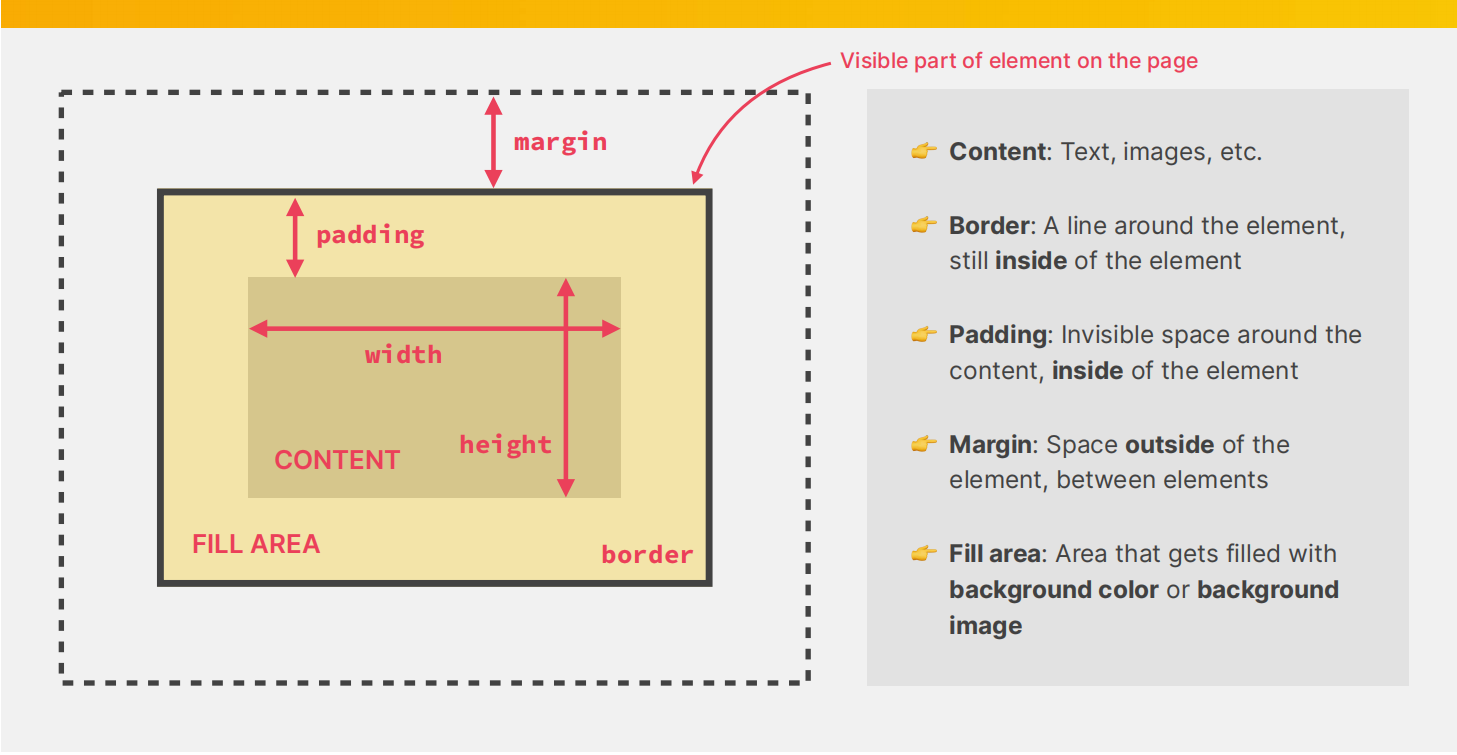 Visible part of element on the page
margin
padding
width
height
CONTENT
FILL AREA
border
👉 Content: Text, images, etc.
👉 Border: A line around the element,
still inside of the element
👉 Padding: Invisible space around the
content, inside of the element
👉 Margin: Space outside of the
element, between elements
👉 Fill area: Area that gets filled with
background color or background
image